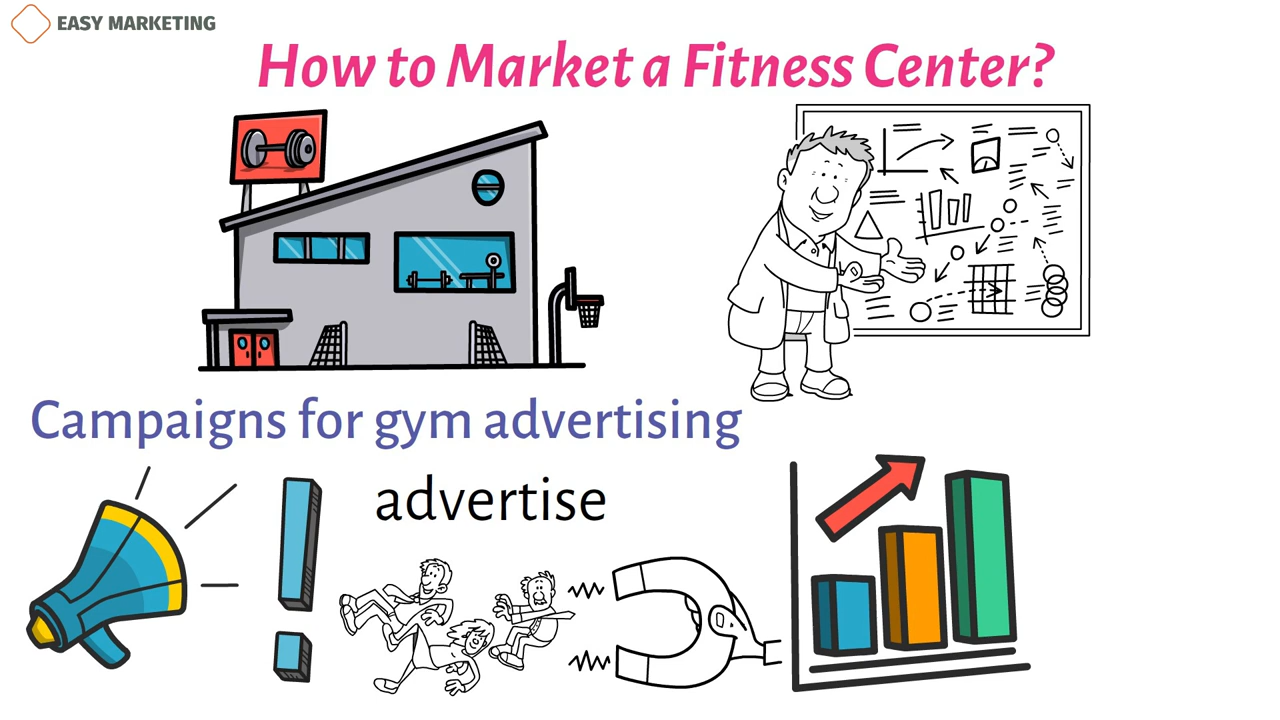 EASY MARKETING
How to Market a Fitness Center?
Campaigns for gym advertising
advertise